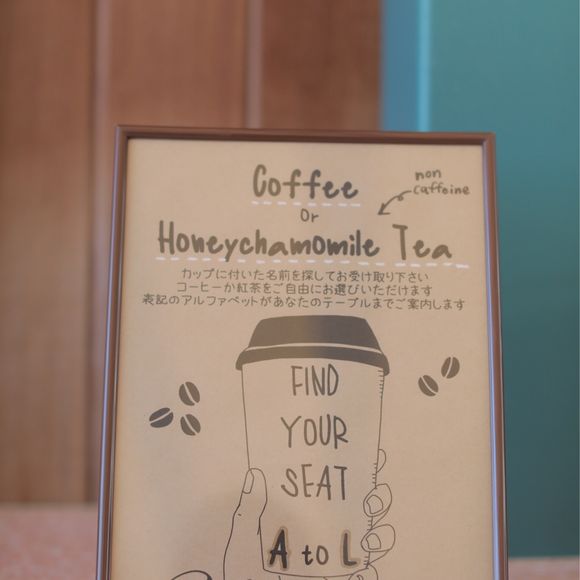 Coffee
or
non
caffeine
Honeychamomile Tea
カップに付いた名前を探してお受け取り下さい
コーヒーか紅茶をご自由にお選びいただけます
表記のアルファベットがあなたのテーブルまでご案内します
FIND
YOUR
SEAT
A to L